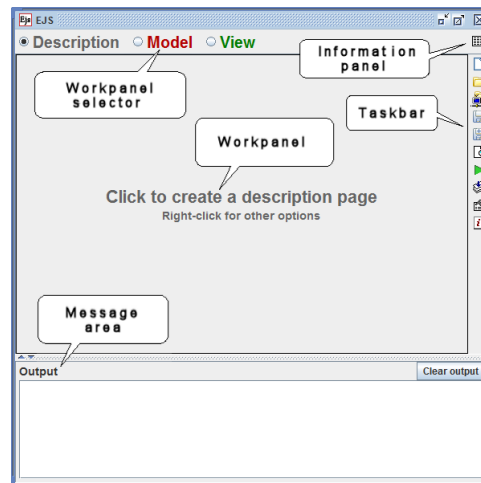 Ejs EJS
Description Model View
Information
panel
Workpanel
selector
Taskbar
Workpanel
Click to create a description page
Right-click for other options
Message
area
Output
Clear output